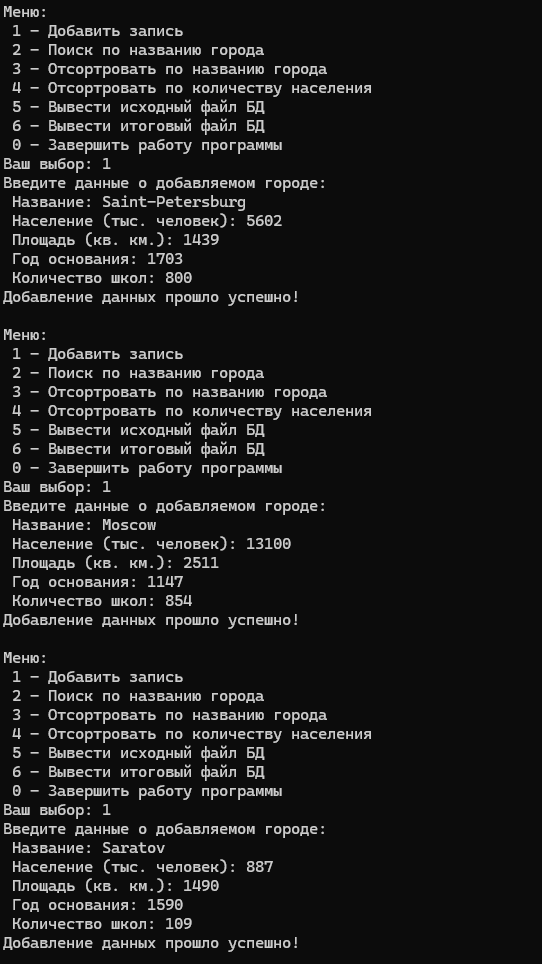 Меню:
1 – Добавить запись
2 – Поиск по названию города
3 – Отсортровать по названию города
4 – Отсортровать по количеству населения
5 – Вывести исходный файл БД
6 – Вывести итоговый файл БД
0 – Завершить работу программы
Ваш выбор: 1
Введите данные о добавляемом городе:
Название: Saint-Petersburg
Население (тыс. человек): 5602
Площадь (кв. км.): 1439
Год основания: 1703
Количество школ: 800
Добавление данных прошло успешно!
Меню:
1 – Добавить запись
2 – Поиск по названию города
3 – Отсортровать по названию города
4 – Отсортровать по количеству населения
5 – Вывести исходный файл БД
6 – Вывести итоговый файл БД
0 – Завершить работу программы
Ваш выбор: 1
Введите данные о добавляемом городе:
Название: Moscow
Население (тыс. человек): 13100
Площадь (кв. км.): 2511
Год основания: 1147
Количество школ: 854
Добавление данных прошло успешно!
Меню:
1 – Добавить запись
2 – Поиск по названию города
3 – Отсортровать по названию города
4 – Отсортровать по количеству населения
5 – Вывести исходный файл БД
6 – Вывести итоговый файл БД
0 – Завершить работу программы
Ваш выбор: 1
Введите данные о добавляемом городе:
Название: Saratov
Население (тыс. человек): 887
Площадь (кв. км.): 1490
Год основания: 1590
Количество школ: 109
Добавление данных прошло успешно!